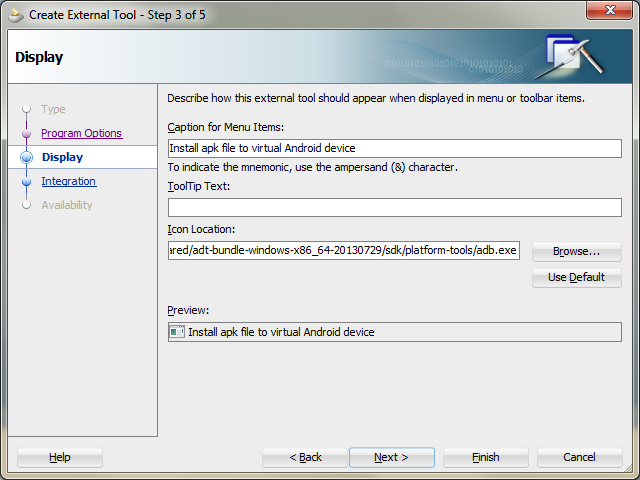 Create External Tool - Step 3 of 5
Display
Type
Program Options
Display
Integration
Availability
Describe how this external tool should appear when displayed in menu or toolbar items.
Caption for Menu Items:
Install apk file to virtual Android device
To indicate the mnemonic, use the ampersand (&) character.
ToolTip Text:
Icon Location:
ared/adt-bundle-windows-x86_64-20130729/sdk/platform-tools/adb.exe
Browse...
Use Default
Preview:
Install apk file to virtual Android device
Help
< Back
Next >
Finish
Cancel